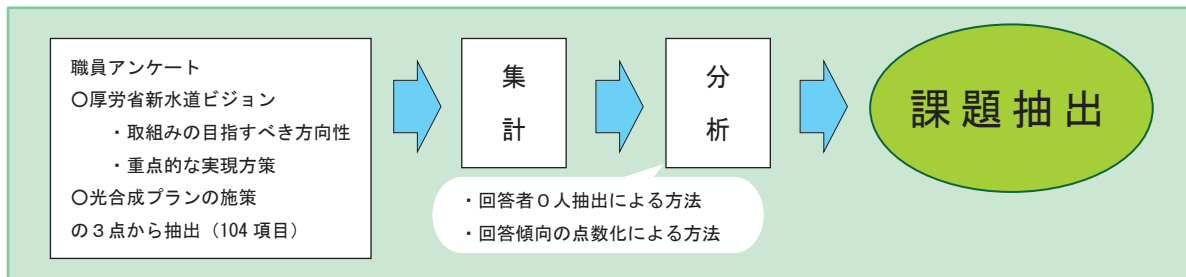 職員アンケート
〇厚労省新水道ビジョン
・取組みの目指すべき方向性
・重点的な実現方策
〇光合成プランの施策
の３点から抽出（104 項目）
集計
分析
課題抽出
・回答者０人抽出による方法
・回答傾向の点数化による方法